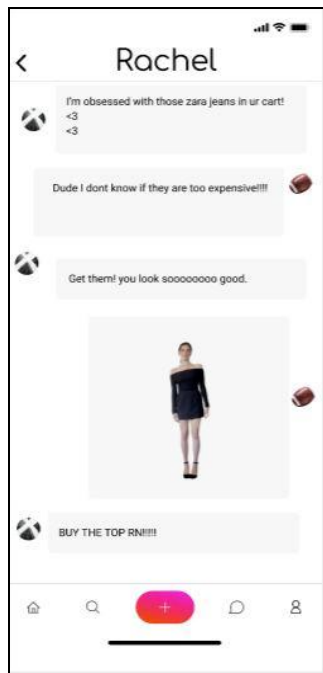 Rachel
I'm obsessed with those zara jeans in ur cart!
<3
<3
Dude I dont know if they are too expensive!!!!
Get them! you look sooooooooo good.
BUY THE TOP RN!!!!!